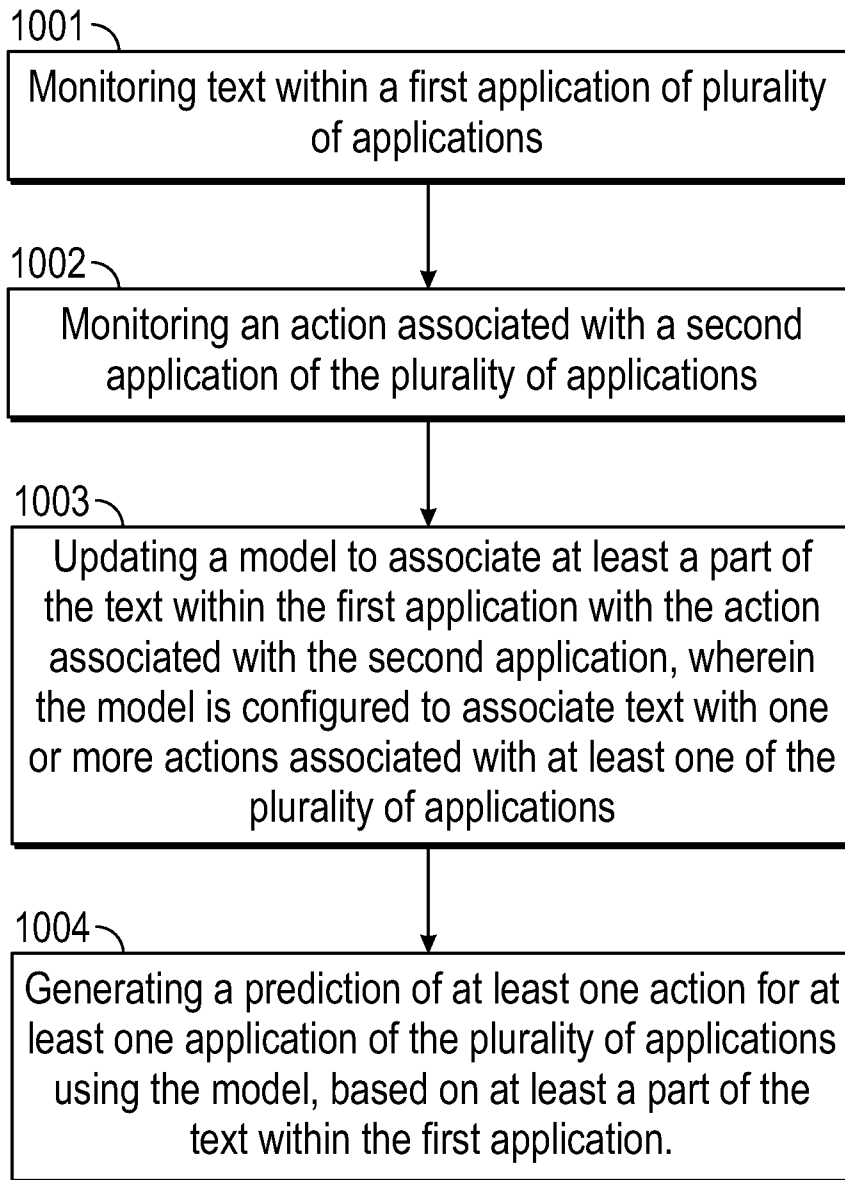 1001
Monitoring text within a first application of plurality
of applications
1002
Monitoring an action associated with a second
application of the plurality of applications
1003
Updating a model to associate at least a part of
the text within the first application with the action
associated with the second application, wherein
the model is configured to associate text with one
or more actions associated with at least one of the
plurality of applications
1004
Generating a prediction of at least one action for at
least one application of the plurality of applications
using the model, based on at least a part of the
text within the first application.